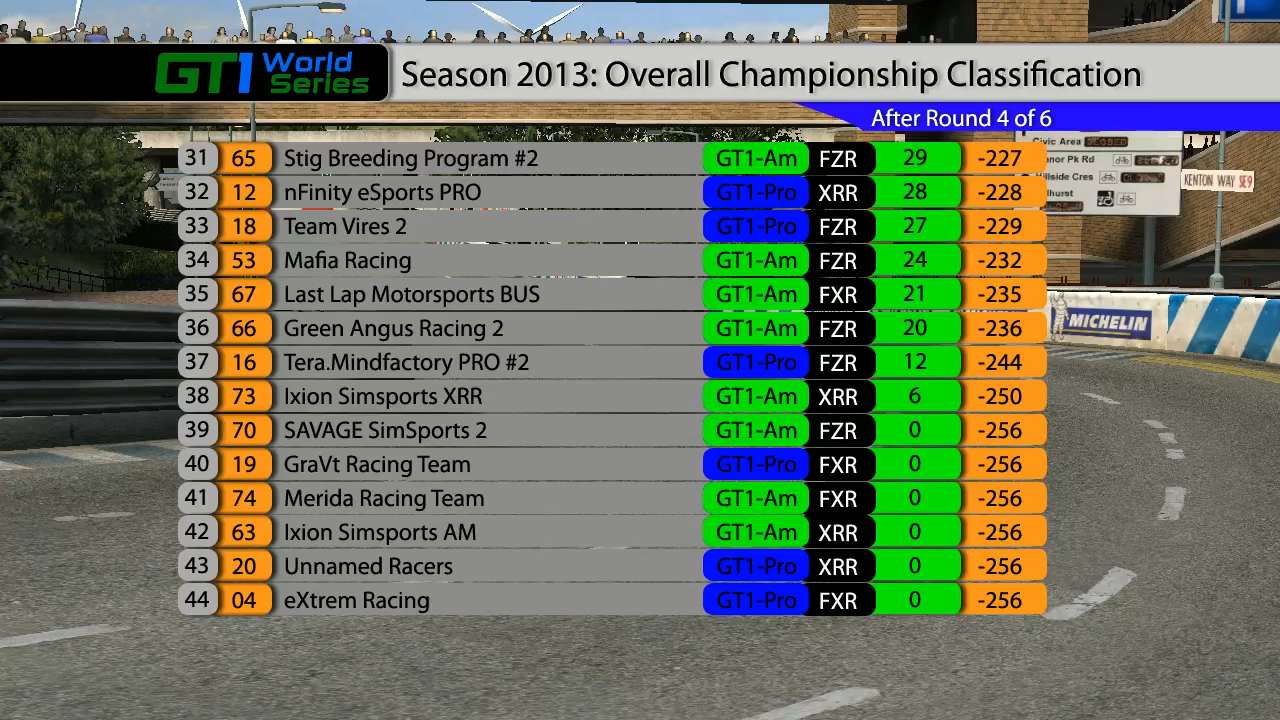 GT1 World Series
Season 2013: Overall Championship Classification
After Round 4 of 6
31 65 Stig Breeding Program #2 GT1-Am FZR 29 -227
32 12 nFinity eSports PRO GT1-Pro XRR 28 -228
33 18 Team Vires 2 GT1-Pro FZR 27 -229
34 53 Mafia Racing GT1-Am FZR 24 -232
35 67 Last Lap Motorsports BUS GT1-Am FXR 21 -235
36 66 Green Angus Racing 2 GT1-Am FZR 20 -236
37 16 Tera.Mindfactory PRO #2 GT1-Pro FZR 12 -244
38 73 Ixion Simsports XRR GT1-Am XRR 6 -250
39 70 SAVAGE SimSports 2 GT1-Am FZR 0 -256
40 19 GraVt Racing Team GT1-Pro FXR 0 -256
41 74 Merida Racing Team GT1-Am FXR 0 -256
42 63 Ixion Simsports AM GT1-Am XRR 0 -256
43 20 Unnamed Racers GT1-Pro XRR 0 -256
44 04 eXtrem Racing GT1-Pro FXR 0 -256
Civic Area CLOSED
nor Pk Rd
llside Cres
hurst
KENTON WAY SE9
MICHELIN